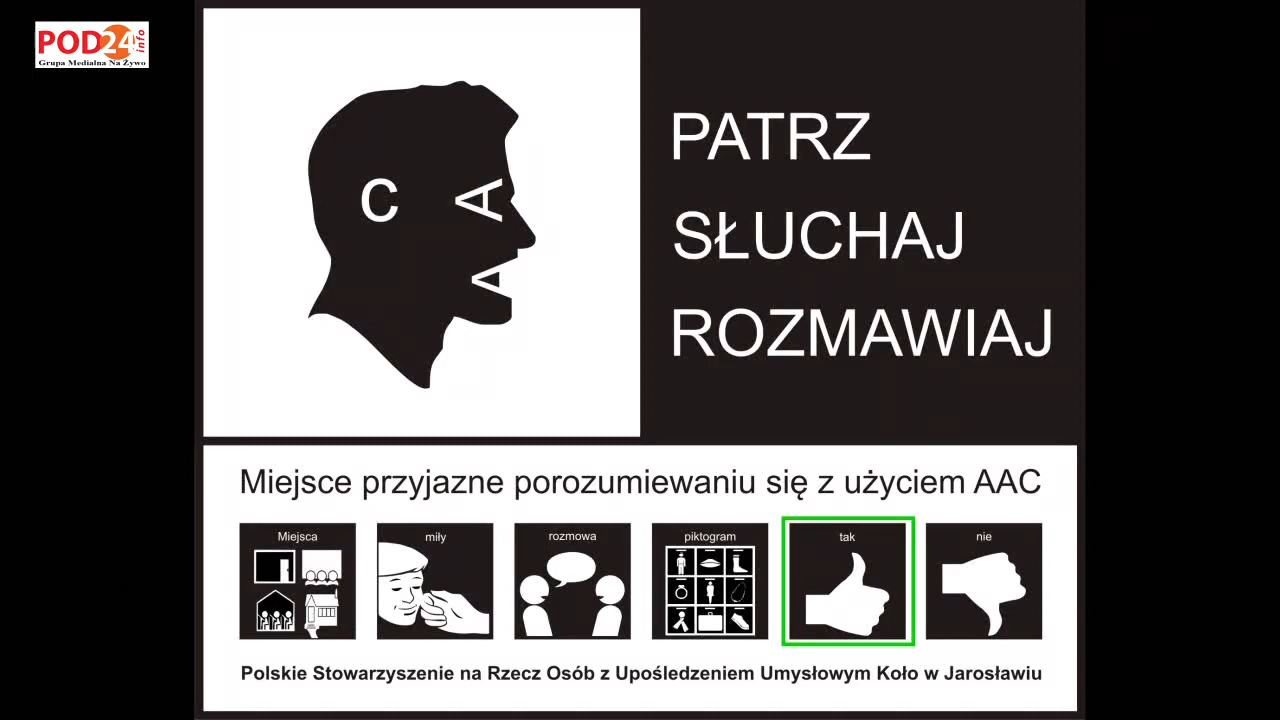 POD24 info
Grupa Medialna Na Żywo
C A
A
PATRZ
SŁUCHAJ
ROZMAWIAJ
Miejsce przyjazne porozumiewaniu się z użyciem AAC
Miejsca miły rozmowa piktogram tak nie
Polskie Stowarzyszenie na Rzecz Osób z Upośledzeniem Umysłowym Koło w Jarosławiu